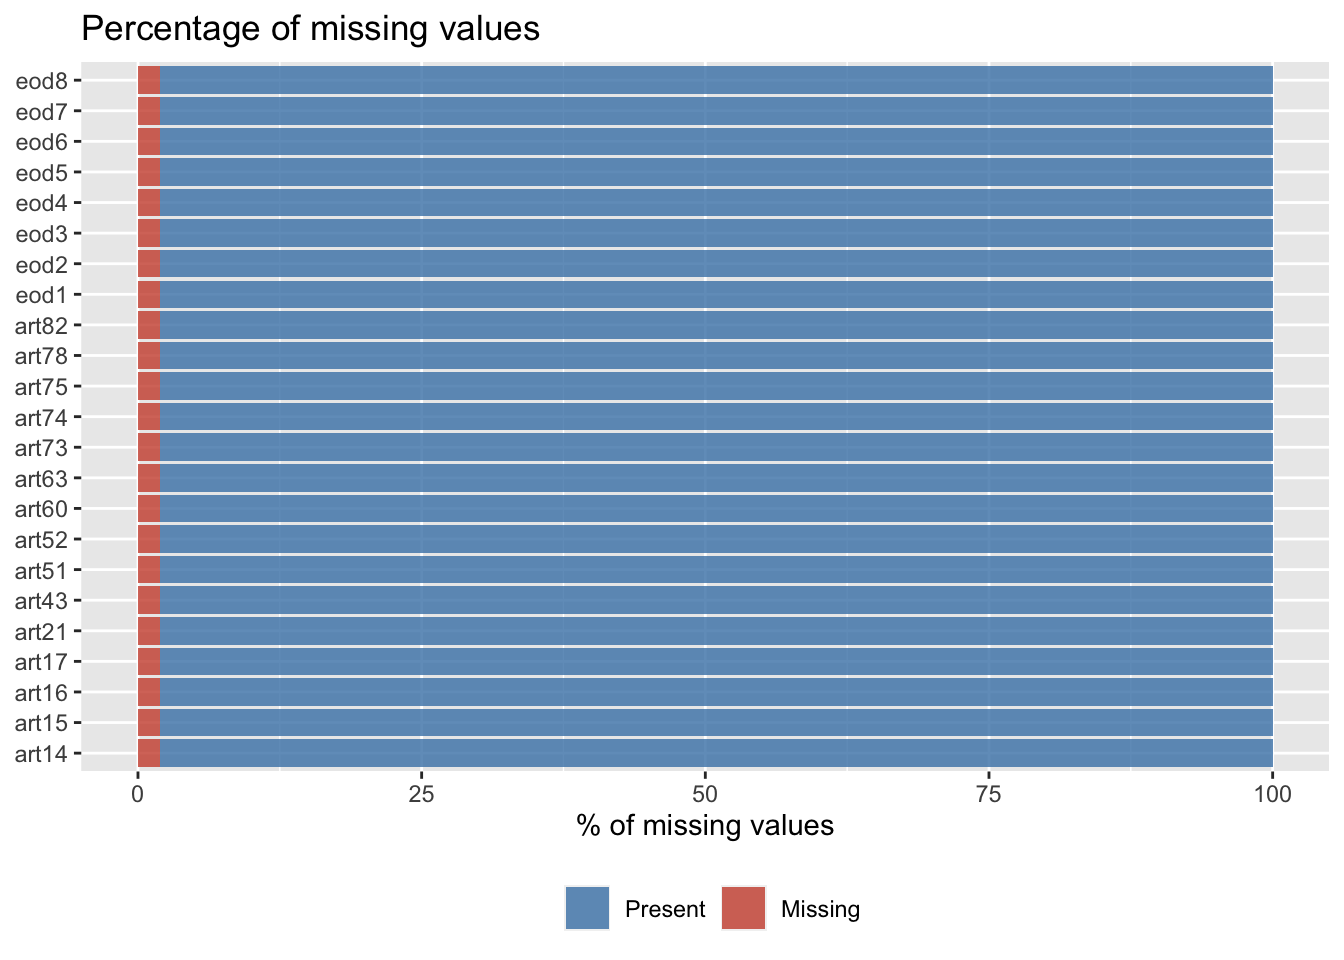 Percentage of missing values
eod8
eod7
eod6
eod5
eod4
eod3
eod2
eod1
art82
art78
art75
art74
art73
art63
art60
art52
art51
art43
art21
art17
art16
art15
art14
0 25 50 75 100
% of missing values
Present Missing